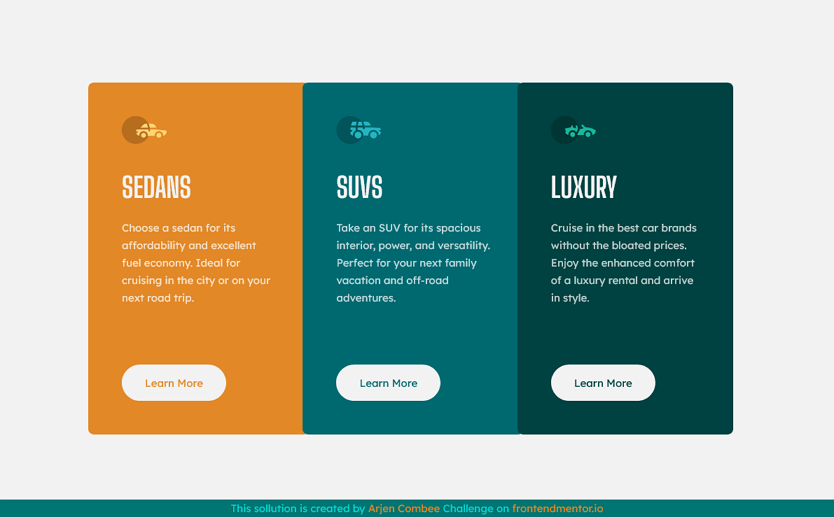 SEDANS
Choose a sedan for its
affordability and excellent
fuel economy. Ideal for
cruising in the city or on your
next road trip.
Learn More
SUVS
Take an SUV for its spacious
interior, power, and versatility.
Perfect for your next family
vacation and off-road
adventures.
Learn More
LUXURY
Cruise in the best car brands
without the bloated prices.
Enjoy the enhanced comfort
of a luxury rental and arrive
in style.
Learn More
This sollution is created by Arjen Combee Challenge on frontendmentor.io